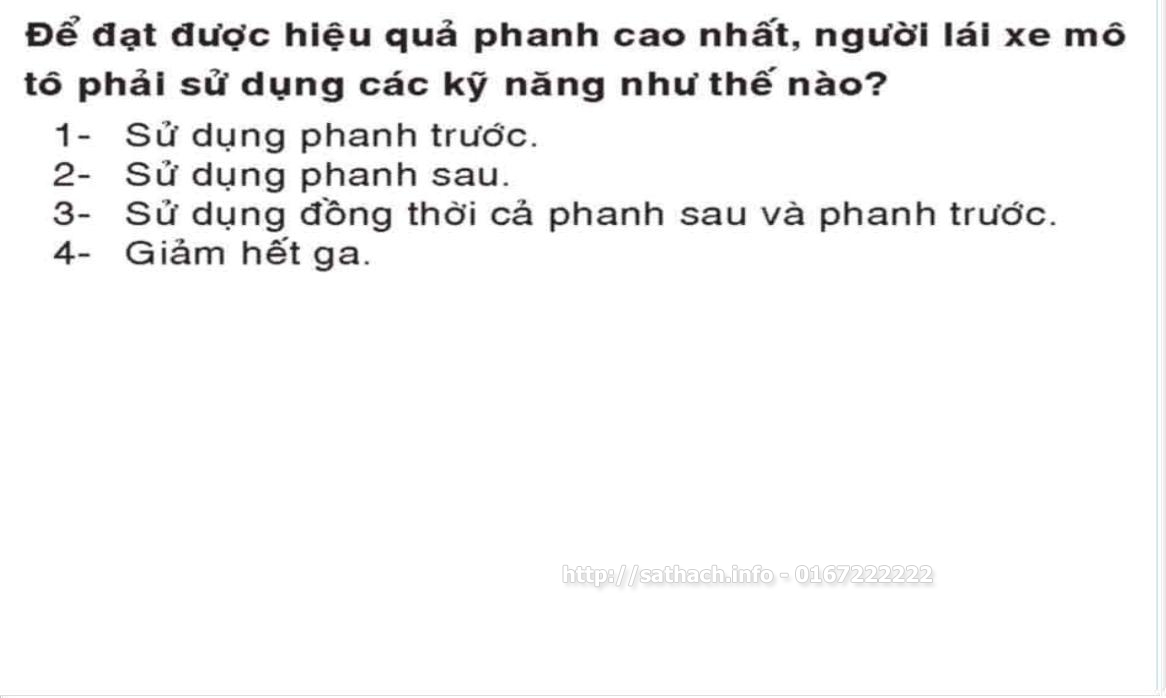 Để đạt được hiệu quả phanh cao nhất, người lái xe mô
tô phải sử dụng các kỹ năng như thế nào?
1- Sử dụng phanh trước.
2- Sử dụng phanh sau.
3- Sử dụng đồng thời cả phanh sau và phanh trước.
4- Giảm hết ga.
http://sathach.info - 0167222222